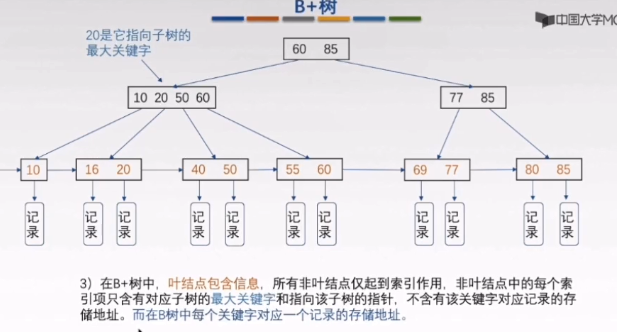 B+树
中国大学MO
20是它指向子树的
最大关键字
60 85
10 20 50 60
77 85
10
16 20
40 50
55 60
69 77
80 85
记录
记录
记录
记录
记录
记录
记录
记录
记录
记录
记录
3）在B+树中，叶结点包含信息，所有非叶结点仅起到索引作用，非叶结点中的每个索
引项只含有对应子树的最大关键字和指向该子树的指针，不含有该关键字对应记录的存
储地址。而在B树中每个关键字对应一个记录的存储地址。